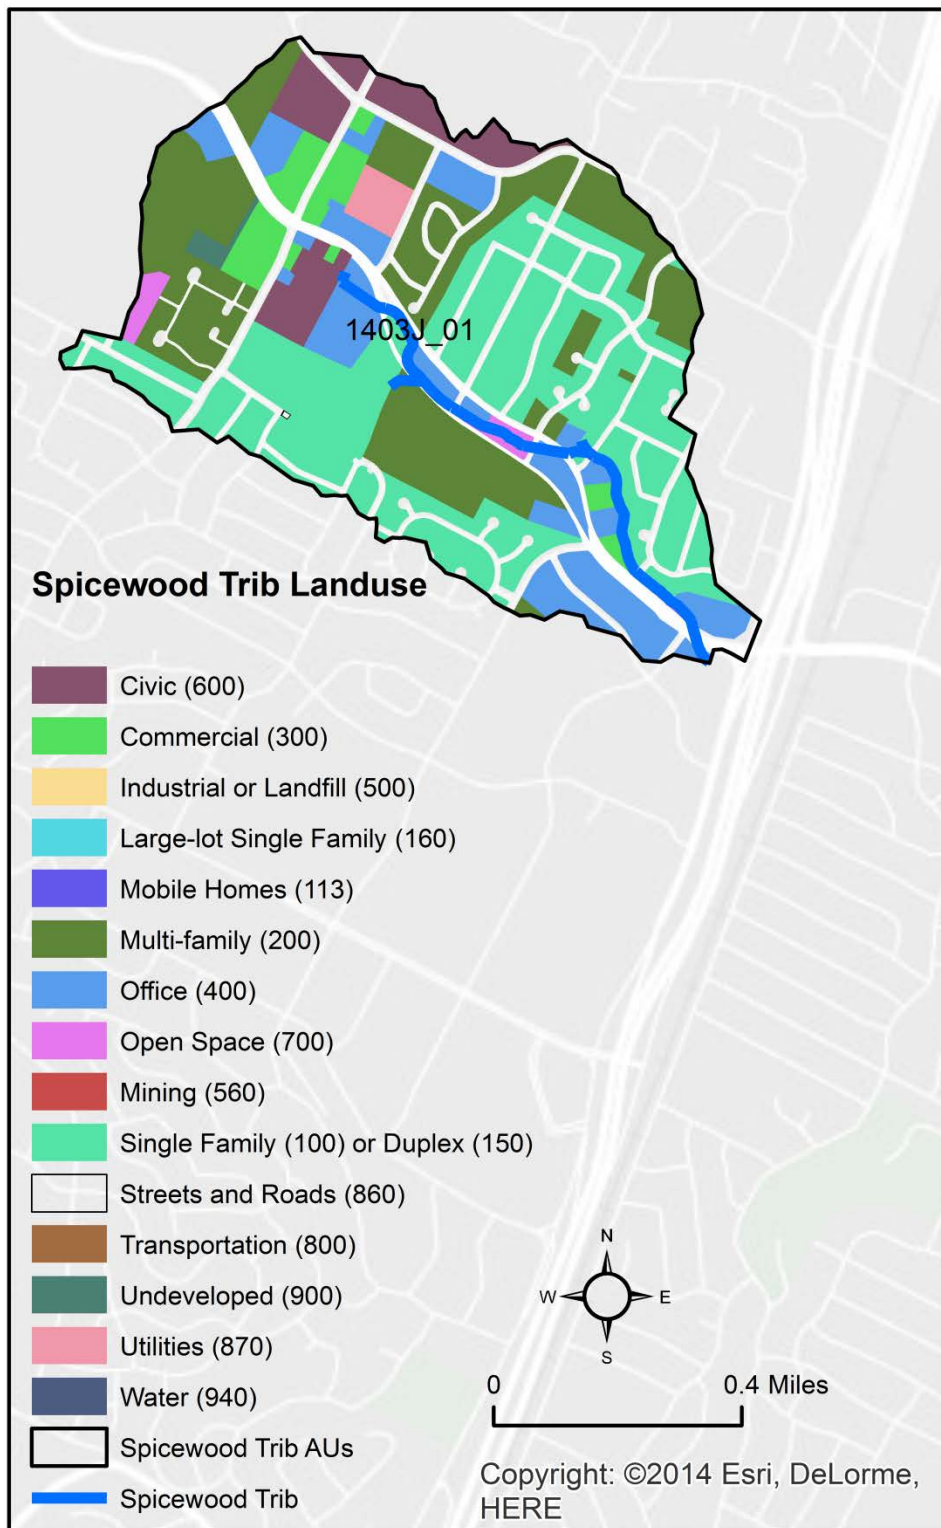 1403J_01
Spicewood Trib Landuse
Civic (600)
Commercial (300)
Industrial or Landfill (500)
Large-lot Single Family (160)
Mobile Homes (113)
Multi-family (200)
Office (400)
Open Space (700)
Mining (560)
Single Family (100) or Duplex (150)
Streets and Roads (860)
Transportation (800)
Undeveloped (900)
Utilities (870)
Water (940)
Spicewood Trib AUs
Spicewood Trib
N
W E
S
0 0.4 Miles
Copyright: ©2014 Esri, DeLorme,
HERE